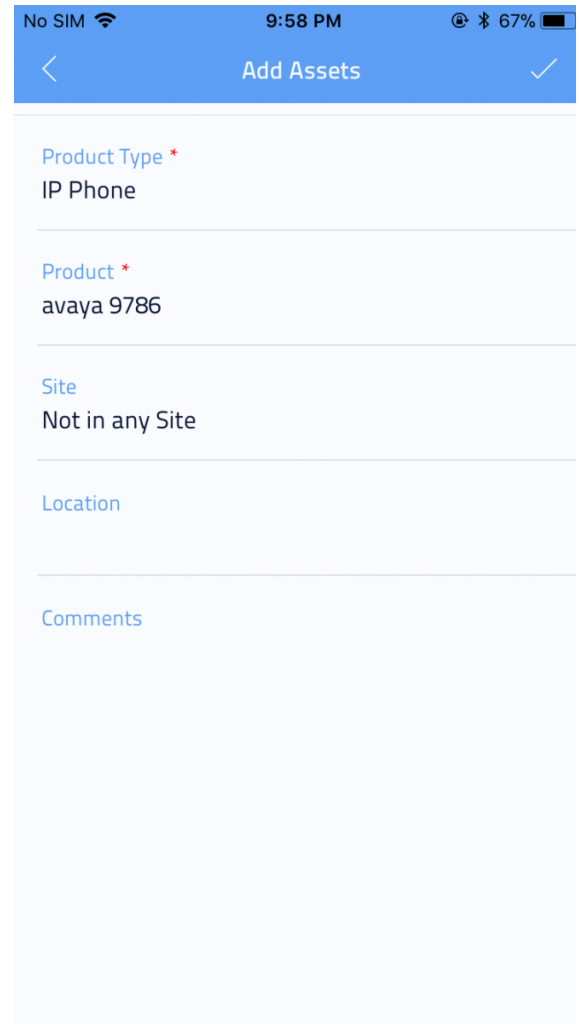 No SIM 9:58 PM 67%
Add Assets
Product Type *
IP Phone
Product *
avaya 9786
Site
Not in any Site
Location
Comments